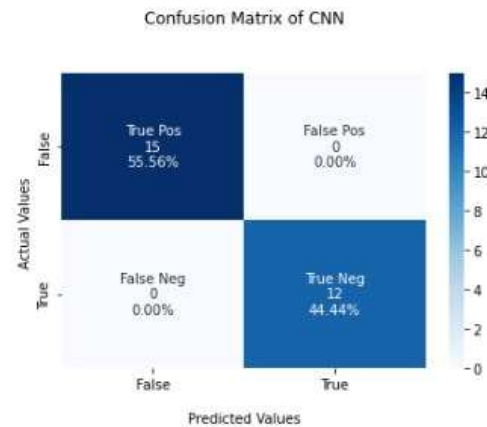 Confusion Matrix of CNN
True Pos
15
55.56%
False Pos
0
0.00%
False Neg
0
0.00%
True Neg
12
44.44%
Actual Values
False
True
False
True
Predicted Values
14
12
10
8
6
4
2
0